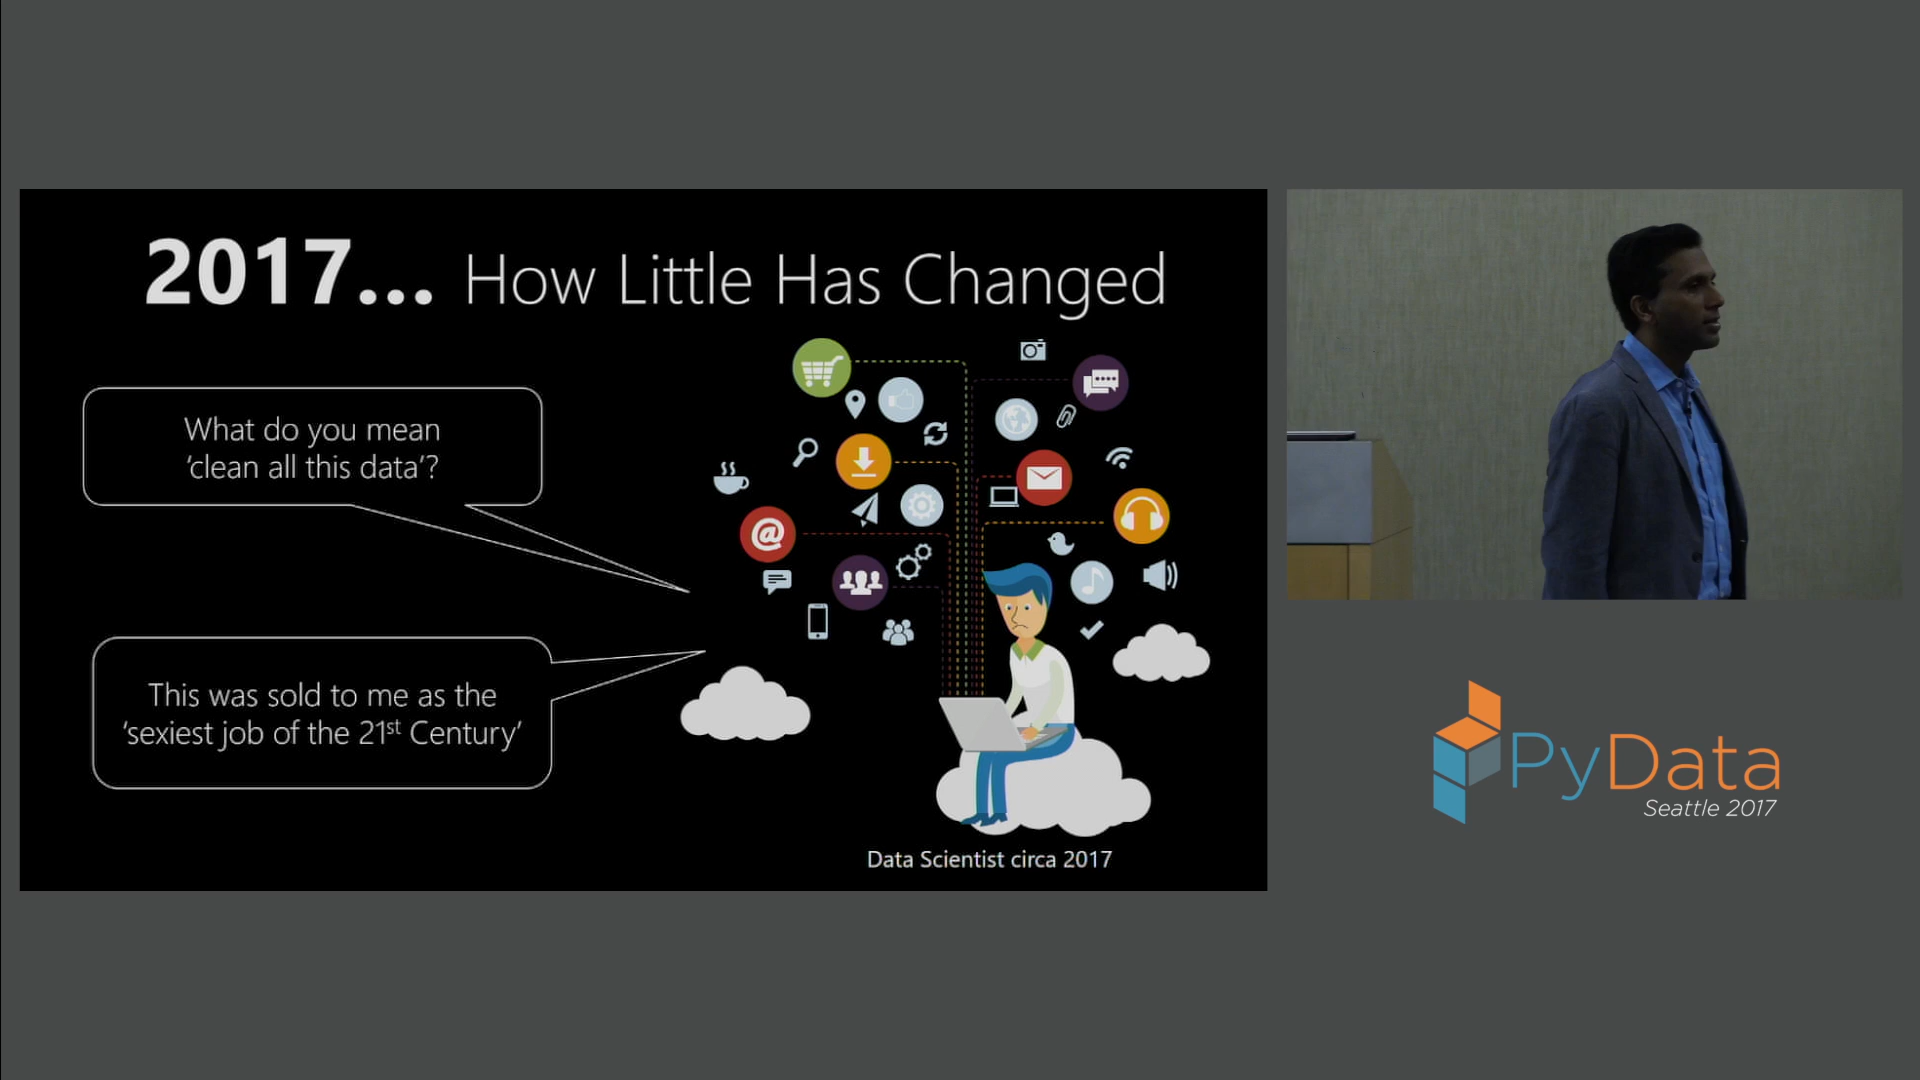 2017... How Little Has Changed
What do you mean
‘clean all this data’?
This was sold to me as the
‘sexiest job of the 21st Century’
@
Data Scientist circa 2017
PyData
Seattle 2017